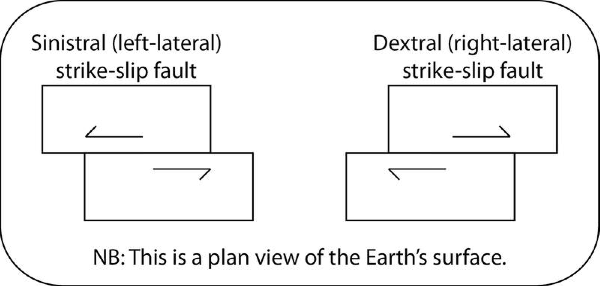 Sinistral (left-lateral)
strike-slip fault
Dextral (right-lateral)
strike-slip fault
NB: This is a plan view of the Earth's surface.